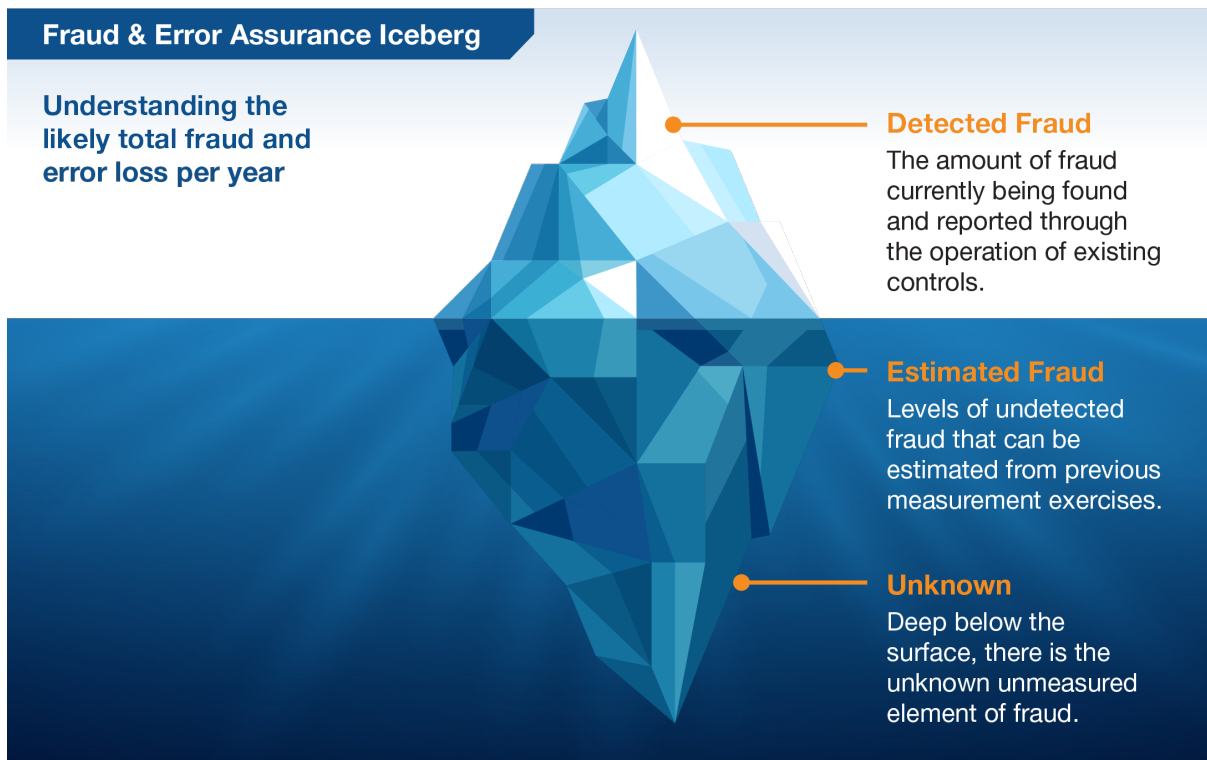 Fraud & Error Assurance Iceberg
Understanding the
likely total fraud and
error loss per year
Detected Fraud
The amount of fraud
currently being found
and reported through
the operation of existing
controls.
Estimated Fraud
Levels of undetected
fraud that can be
estimated from previous
measurement exercises.
Unknown
Deep below the
surface, there is the
unknown unmeasured
element of fraud.